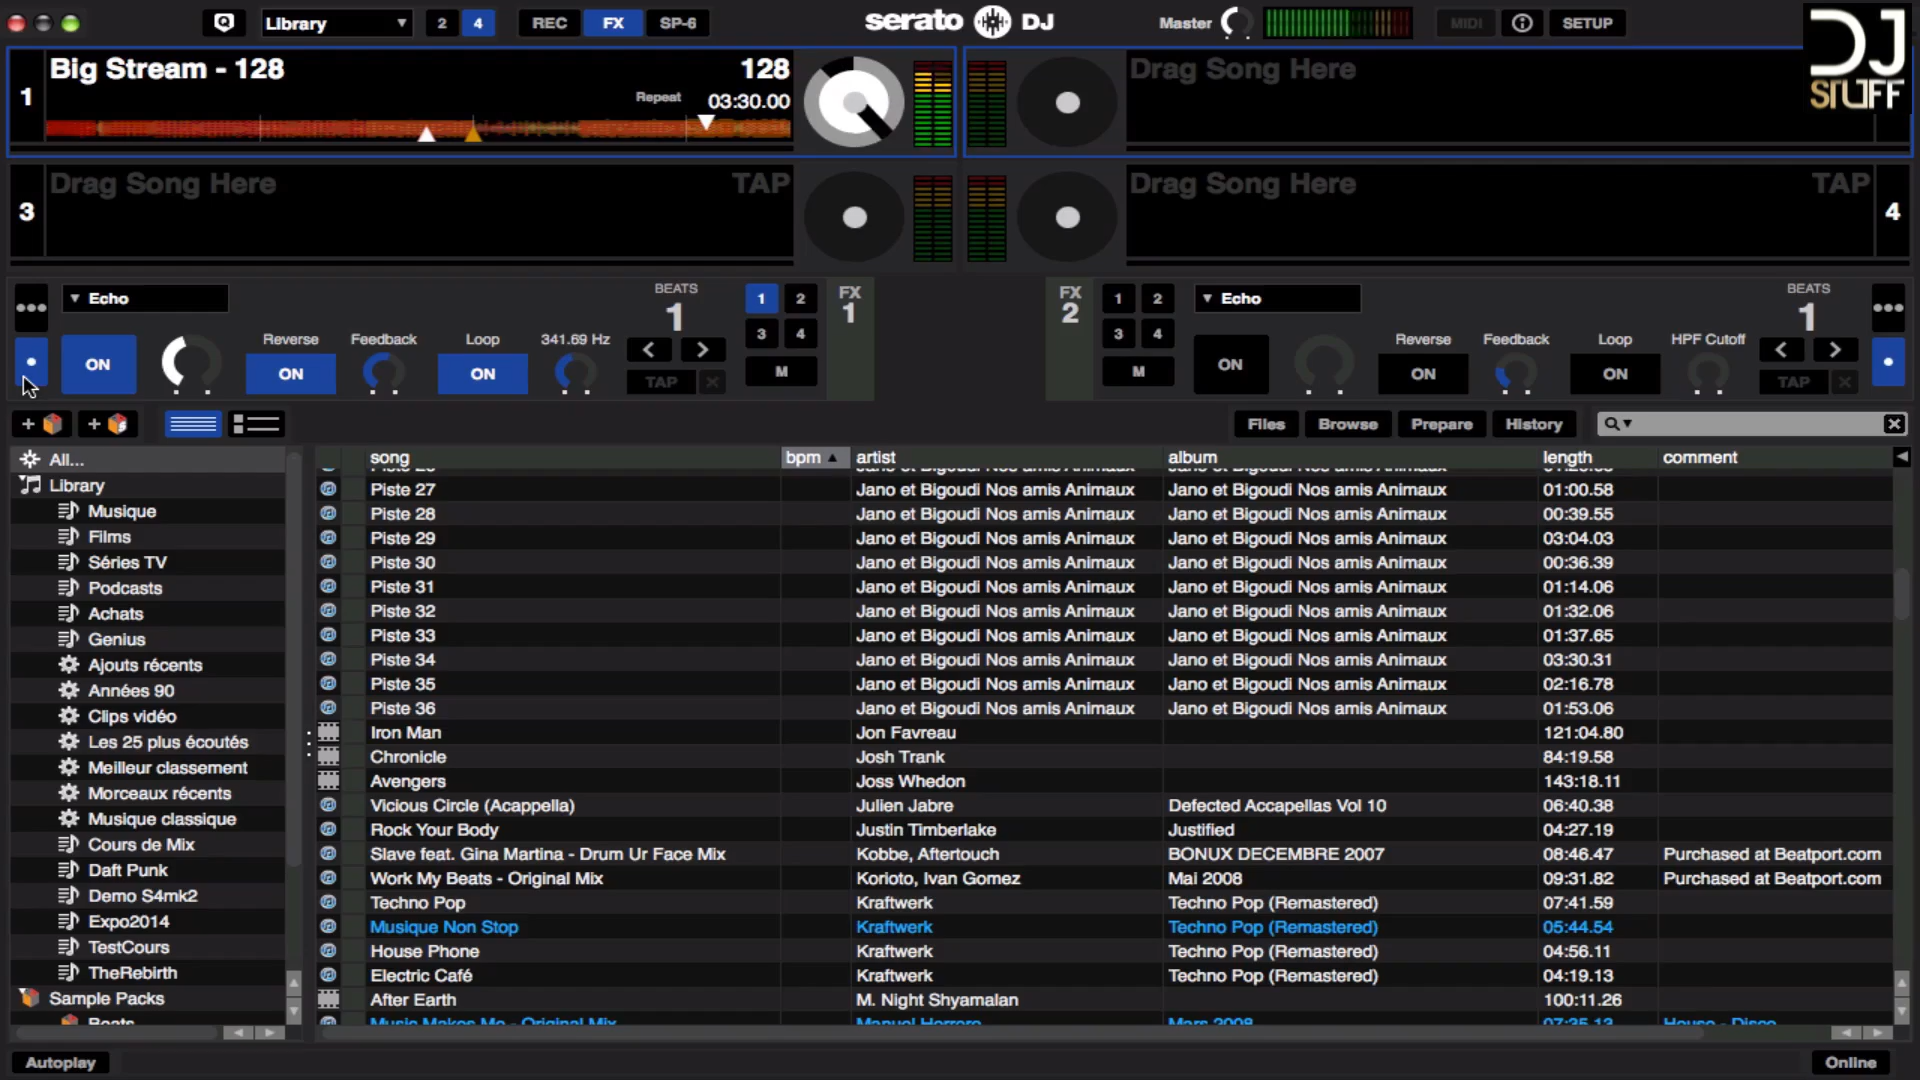 Library
2 4
REC FX SP-6
serato DJ
Master
MIDI
SETUP
DJ STUFF
1
Big Stream - 128
128
Repeat 03:30.00
Drag Song Here
3
Drag Song Here
TAP
Drag Song Here
TAP
4
Echo
ON
Reverse
ON
Feedback
Loop
ON
341.69 Hz
BEATS
1
TAP
1 2
3 4
M
FX 1
FX 2
1 2
3 4
M
Echo
ON
Reverse
ON
Feedback
Loop
ON
HPF Cutoff
BEATS
1
TAP
Files Browse Prepare History
All...
Library
Musique
Films
Séries TV
Podcasts
Achats
Genius
Ajouts récents
Années 90
Clips vidéo
Les 25 plus écoutés
Meilleur classement
Morceaux récents
Musique classique
Cours de Mix
Daft Punk
Demo S4mk2
Expo2014
TestCours
TheRebirth
Sample Packs
Beats
song bpm artist album length comment
Piste 27 Jano et Bigoudi Nos amis Animaux Jano et Bigoudi Nos amis Animaux 01:00.58
Piste 28 Jano et Bigoudi Nos amis Animaux Jano et Bigoudi Nos amis Animaux 00:39.55
Piste 29 Jano et Bigoudi Nos amis Animaux Jano et Bigoudi Nos amis Animaux 03:04.03
Piste 30 Jano et Bigoudi Nos amis Animaux Jano et Bigoudi Nos amis Animaux 00:36.39
Piste 31 Jano et Bigoudi Nos amis Animaux Jano et Bigoudi Nos amis Animaux 01:14.06
Piste 32 Jano et Bigoudi Nos amis Animaux Jano et Bigoudi Nos amis Animaux 01:32.06
Piste 33 Jano et Bigoudi Nos amis Animaux Jano et Bigoudi Nos amis Animaux 01:37.65
Piste 34 Jano et Bigoudi Nos amis Animaux Jano et Bigoudi Nos amis Animaux 03:30.31
Piste 35 Jano et Bigoudi Nos amis Animaux Jano et Bigoudi Nos amis Animaux 02:16.78
Piste 36 Jano et Bigoudi Nos amis Animaux Jano et Bigoudi Nos amis Animaux 01:53.06
Iron Man Jon Favreau 121:04.80
Chronicle Josh Trank 84:19.58
Avengers Joss Whedon 143:18.11
Vicious Circle (Acappella) Julien Jabre Defected Accapellas Vol 10 06:40.38
Rock Your Body Justin Timberlake Justified 04:27.19
Slave feat. Gina Martina - Drum Ur Face Mix Kobbe, Aftertouch BONUX DECEMBRE 2007 08:46.47 Purchased at Beatport.com
Work My Beats - Original Mix Korioto, Ivan Gomez Mai 2008 09:31.82 Purchased at Beatport.com
Techno Pop Kraftwerk Techno Pop (Remastered) 07:41.59
Musique Non Stop Kraftwerk Techno Pop (Remastered) 05:44.54
House Phone Kraftwerk Techno Pop (Remastered) 04:56.11
Electric Café Kraftwerk Techno Pop (Remastered) 04:19.13
After Earth M. Night Shyamalan 100:11.26
Music Makes Me - Original Mix Manuel Herrero Mars 2008 07:35.13 House - Disco
Autoplay
Online